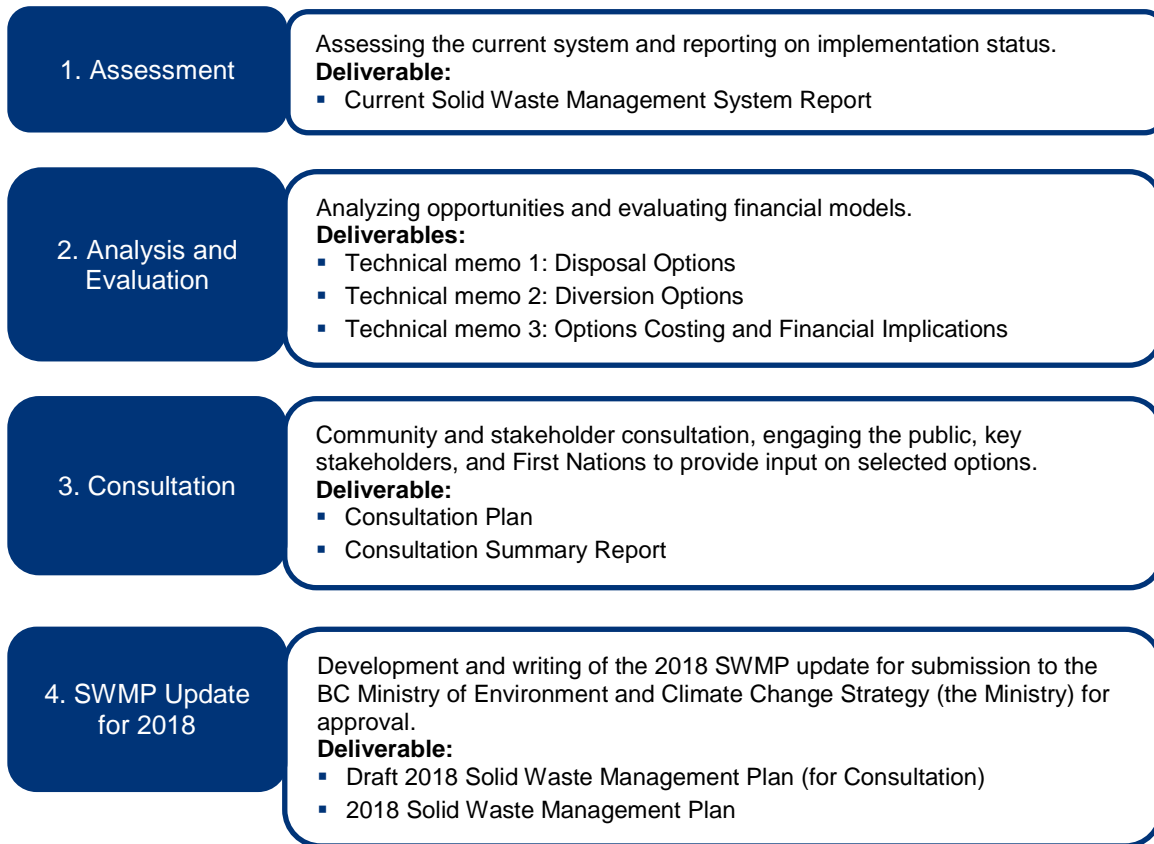 1. Assessment
Assessing the current system and reporting on implementation status.
Deliverable:
▪ Current Solid Waste Management System Report
2. Analysis and
Evaluation
Analyzing opportunities and evaluating financial models.
Deliverables:
▪ Technical memo 1: Disposal Options
▪ Technical memo 2: Diversion Options
▪ Technical memo 3: Options Costing and Financial Implications
3. Consultation
Community and stakeholder consultation, engaging the public, key
stakeholders, and First Nations to provide input on selected options.
Deliverable:
▪ Consultation Plan
▪ Consultation Summary Report
4. SWMP Update
for 2018
Development and writing of the 2018 SWMP update for submission to the
BC Ministry of Environment and Climate Change Strategy (the Ministry) for
approval.
Deliverable:
▪ Draft 2018 Solid Waste Management Plan (for Consultation)
▪ 2018 Solid Waste Management Plan